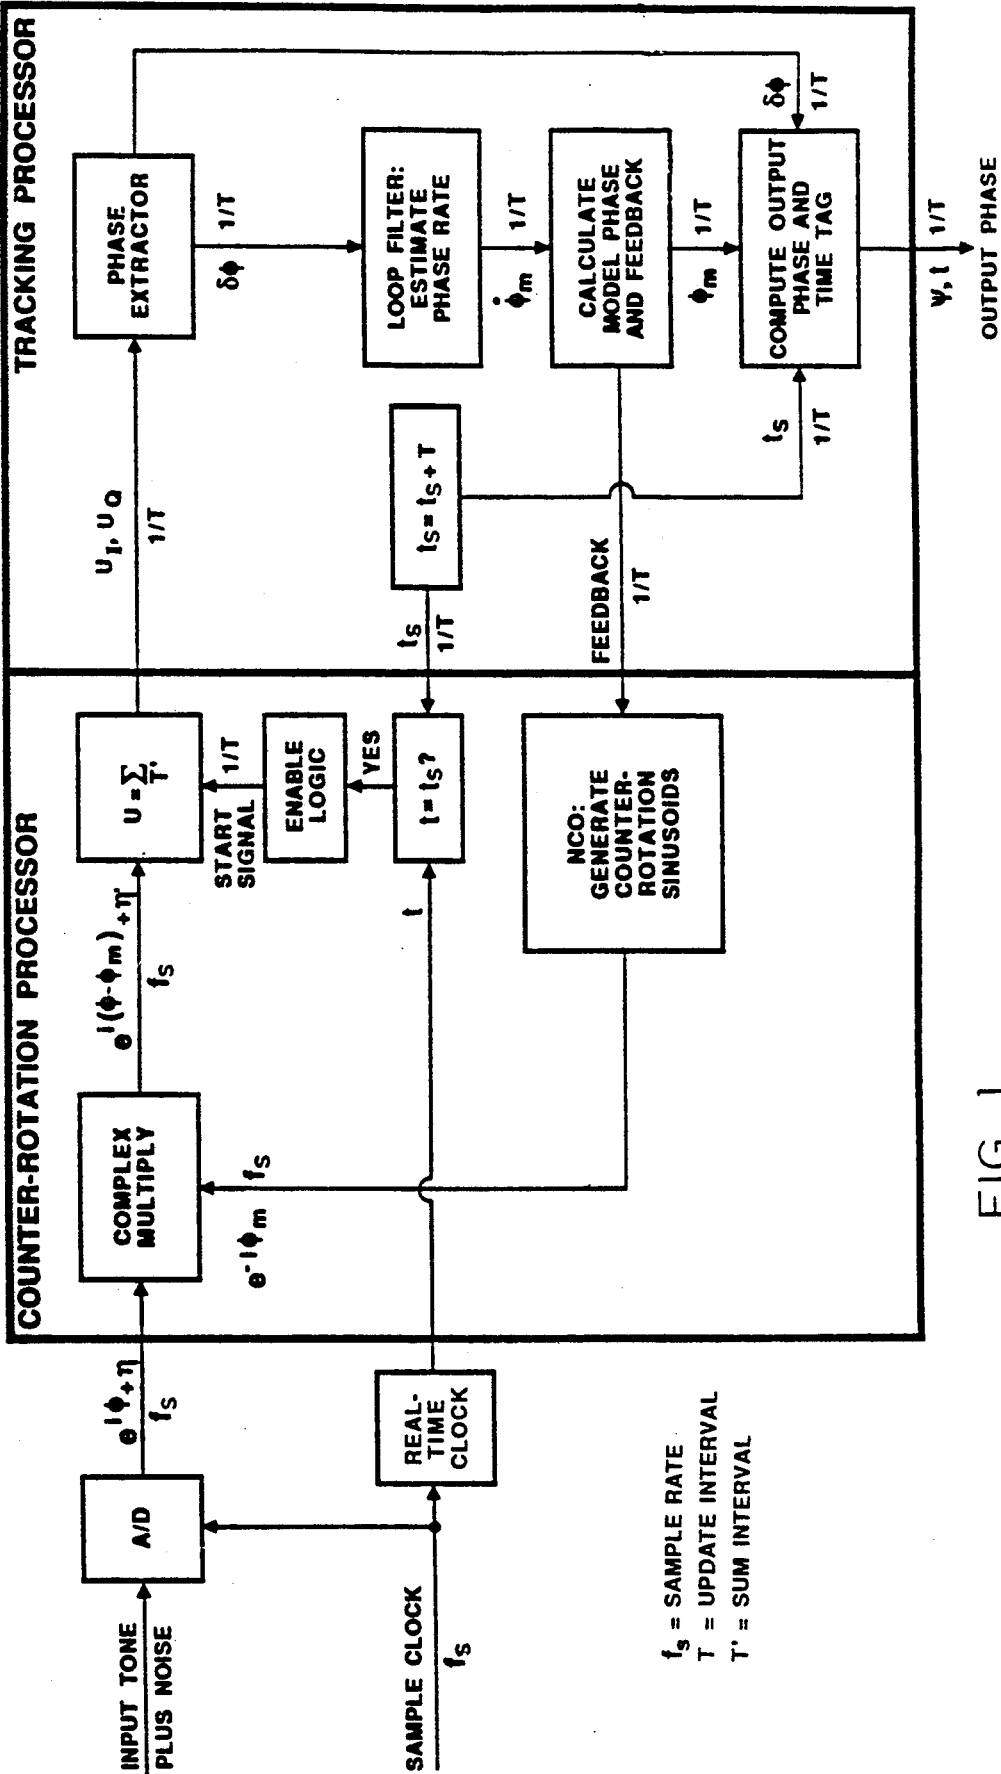 COUNTER-ROTATION PROCESSOR
TRACKING PROCESSOR
INPUT TONE
PLUS NOISE
A/D
e^{iϕ}+η
f_S
COMPLEX
MULTIPLY
e^{i(ϕ-ϕ_m)}+η'
f_S
U = Σ
T'
U_I, U_Q
1/T
PHASE
EXTRACTOR
δϕ
1/T
δϕ
1/T
LOOP FILTER:
ESTIMATE
PHASE RATE
ϕ̇_m
1/T
CALCULATE
MODEL PHASE
AND FEEDBACK
ϕ_m
1/T
COMPUTE OUTPUT
PHASE AND
TIME TAG
Ψ, t
1/T
OUTPUT PHASE
START
SIGNAL
1/T
ENABLE
LOGIC
YES
t = t_S?
t_S
1/T
t_S = t_S + T
t_S
1/T
t
e^{-iϕ_m}
f_S
NCO:
GENERATE
COUNTER-
ROTATION
SINUSOIDS
FEEDBACK
1/T
REAL-
TIME
CLOCK
SAMPLE CLOCK
f_S
f_s = SAMPLE RATE
T = UPDATE INTERVAL
T' = SUM INTERVAL
FIG. 1